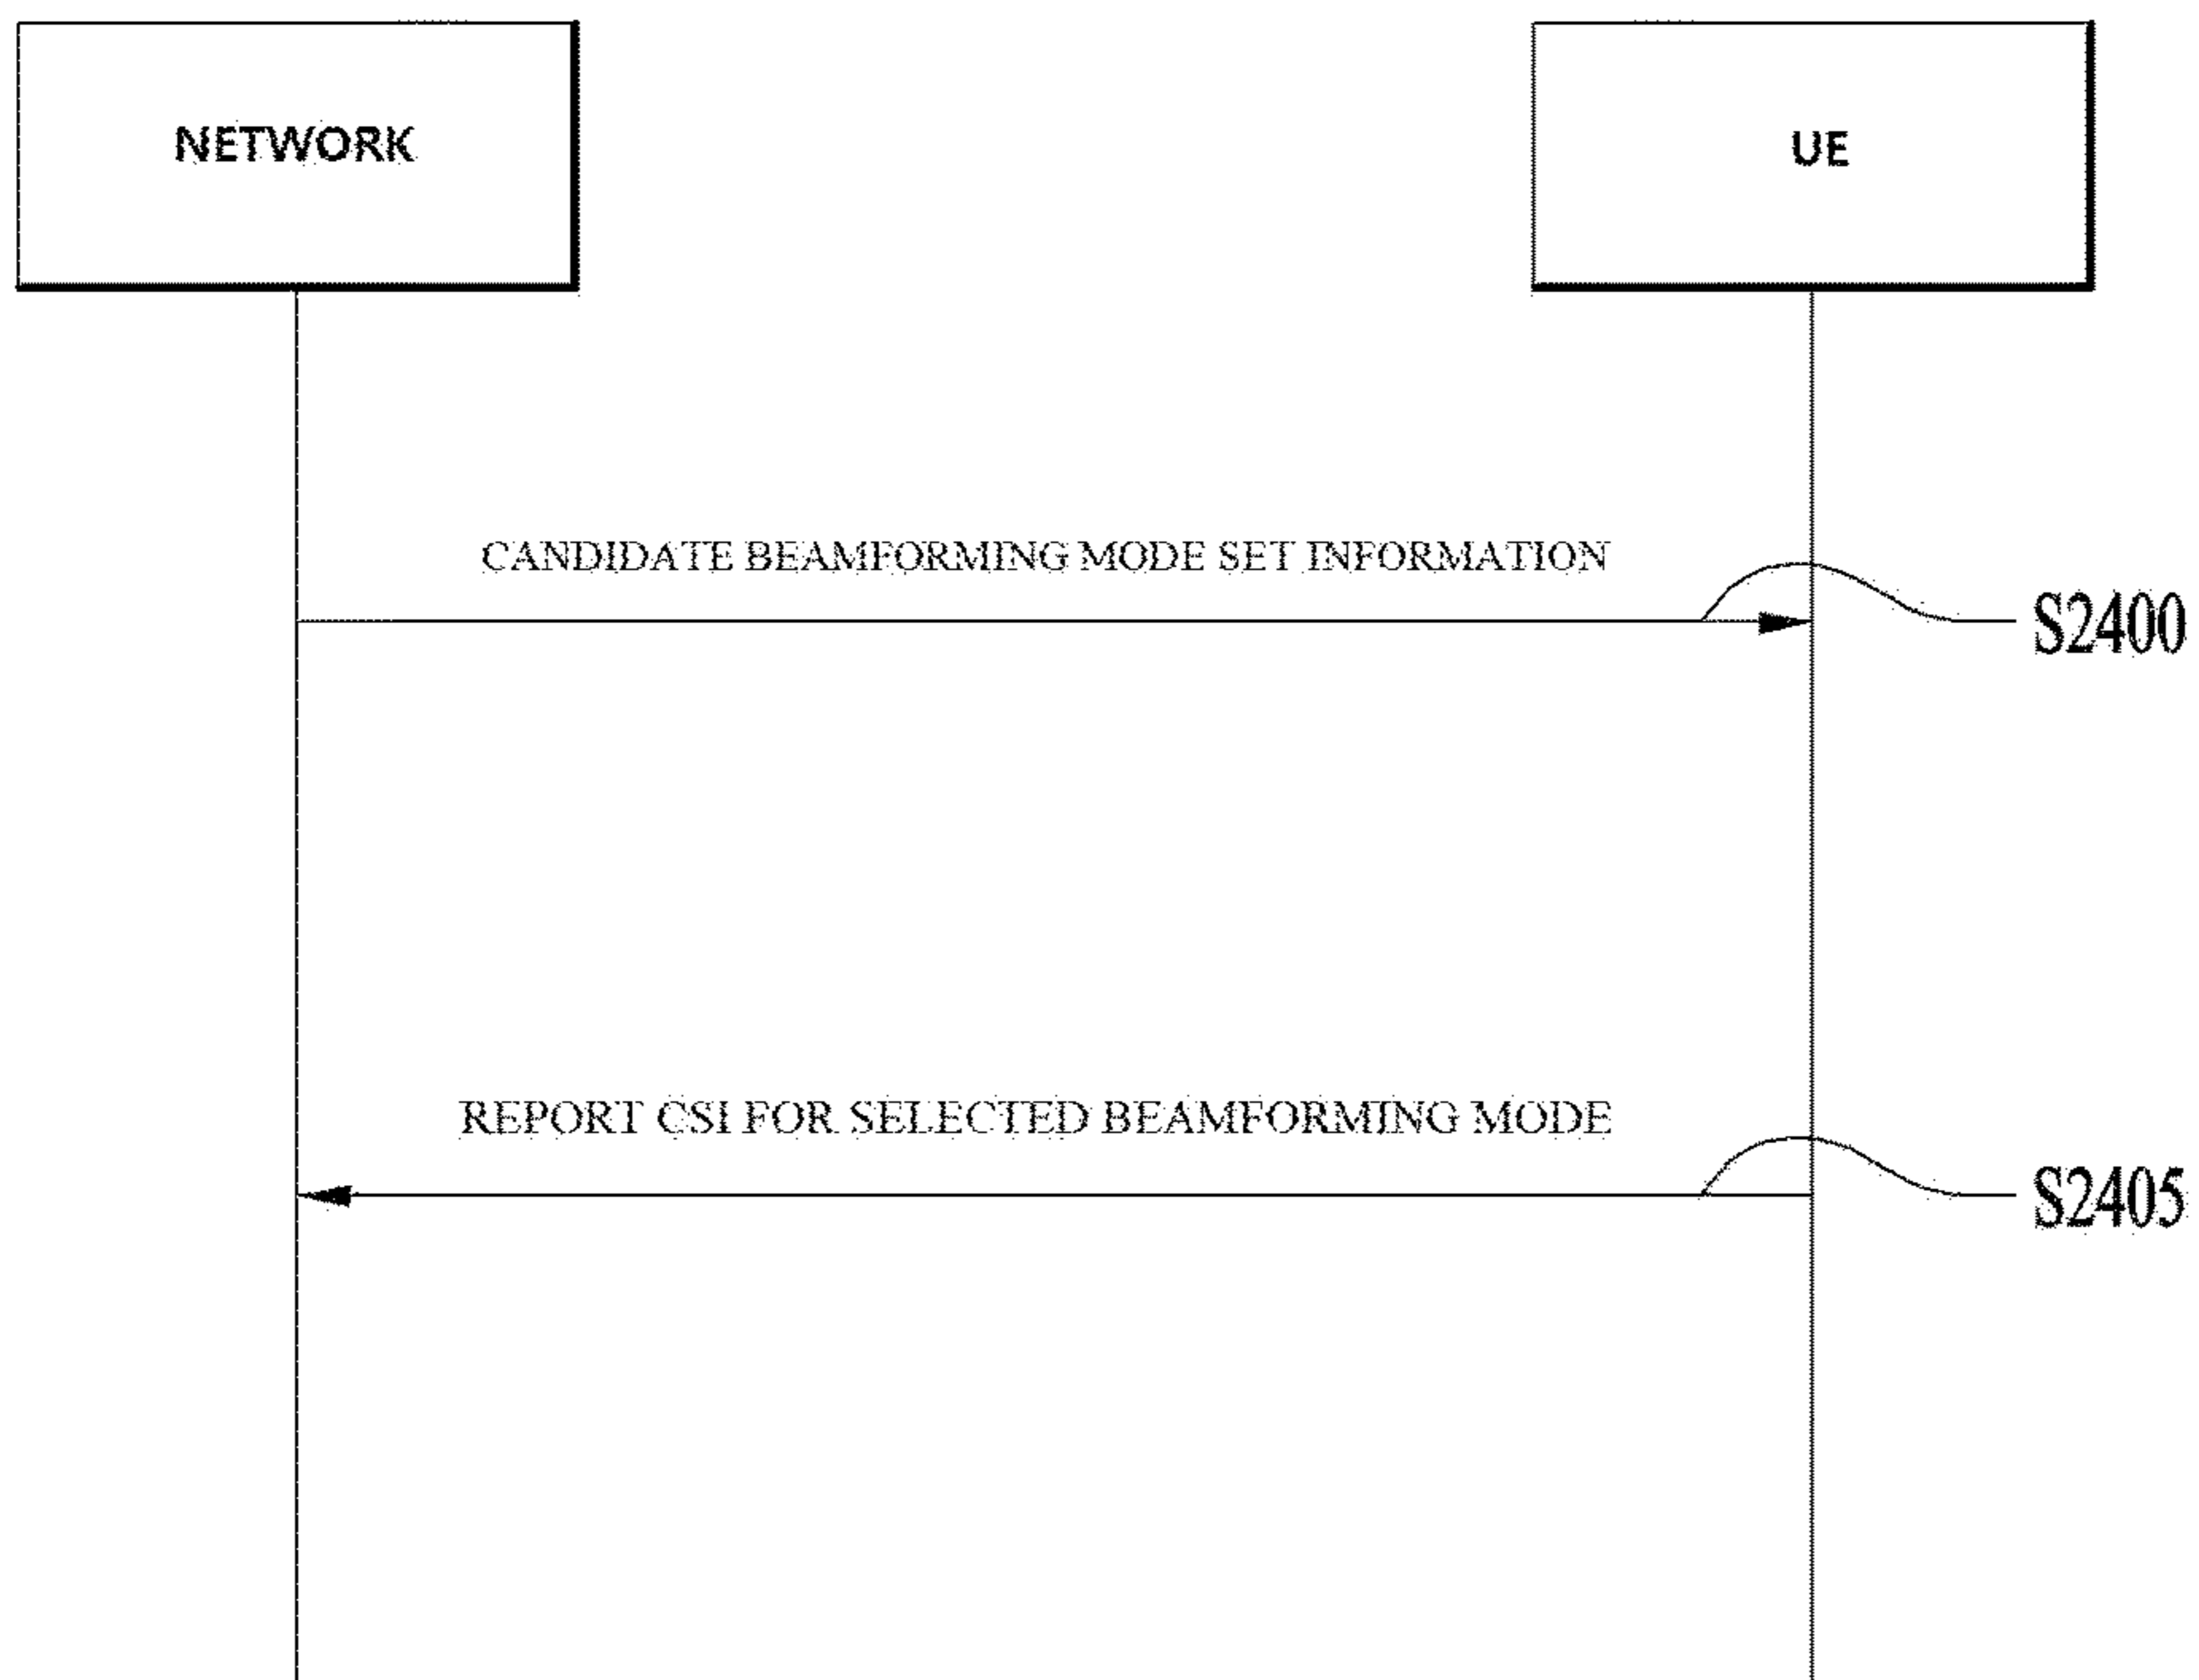 NETWORK
UE
CANDIDATE BEAMFORMING MODE SET INFORMATION
S2400
REPORT CSI FOR SELECTED BEAMFORMING MODE
S2405